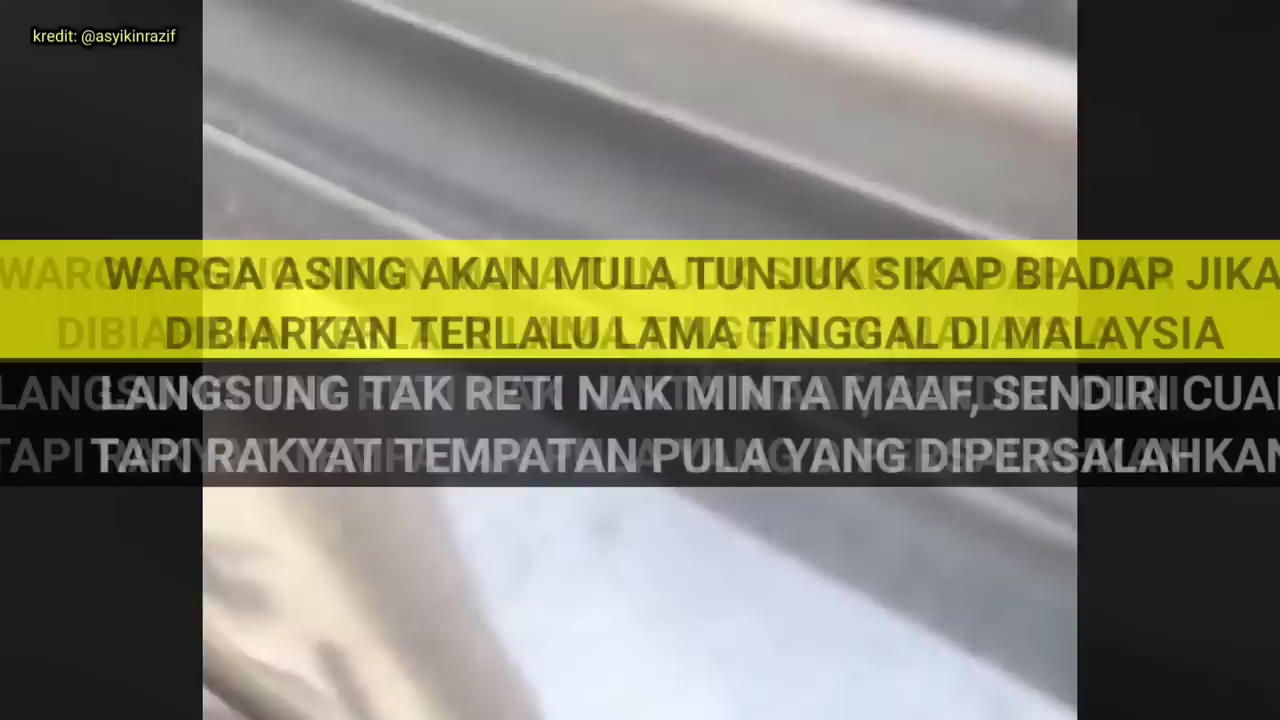 kredit: @asyikinrazif
WARGA ASING AKAN MULA TUNJUK SIKAP BIADAP JIKA
DIBIARKAN TERLALU LAMA TINGGAL DI MALAYSIA
LANGSUNG TAK RETI NAK MINTA MAAF, SENDIRI
TAPI RAKYAT TEMPATAN PULA YANG DIPERSALAHKAN